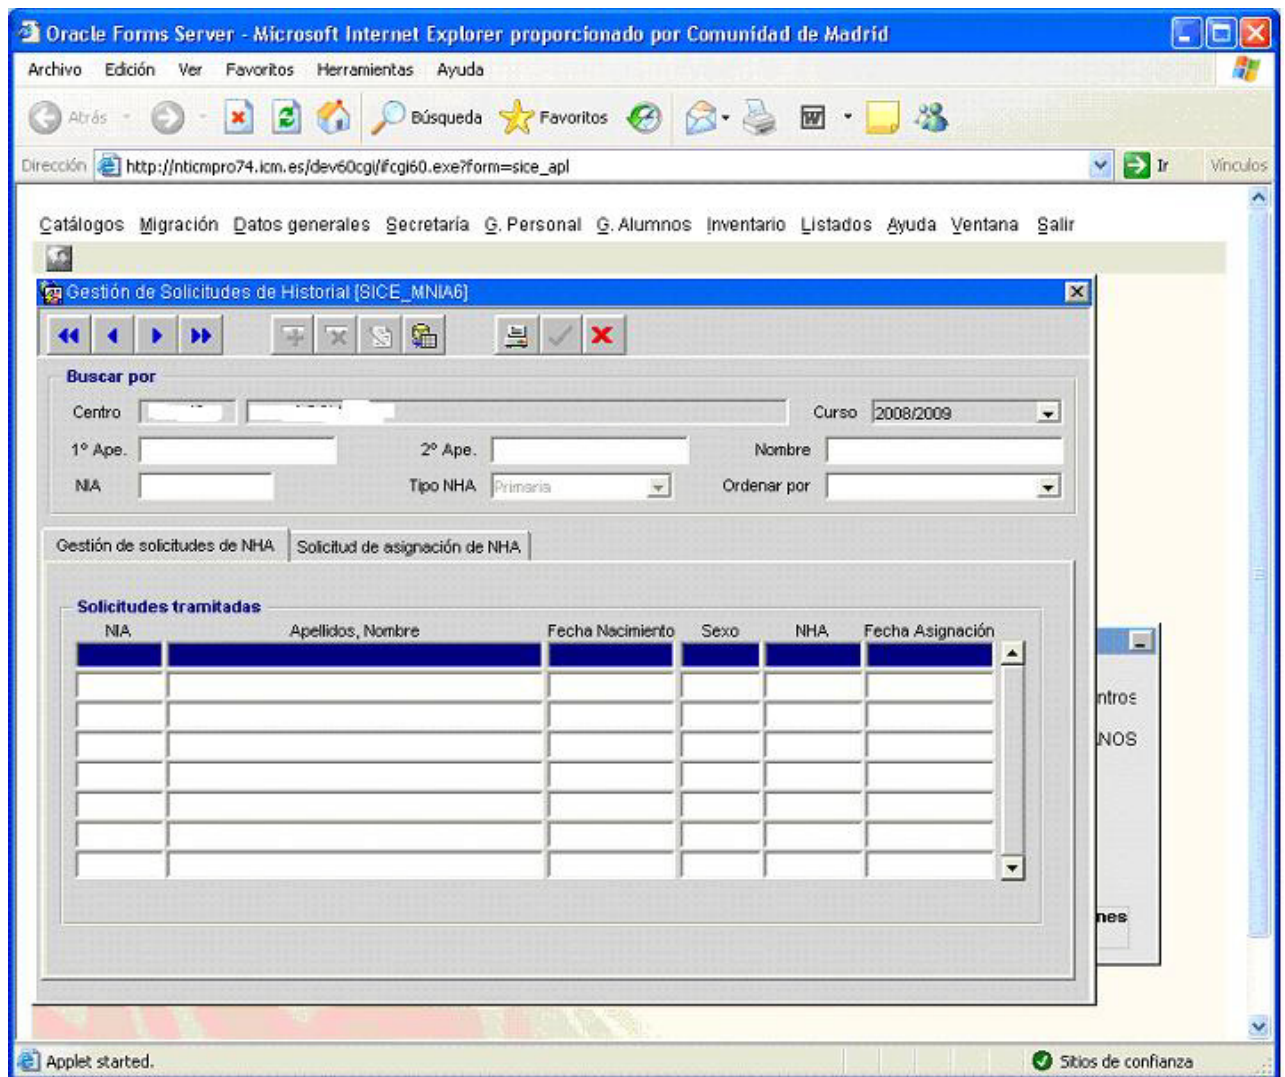 Oracle Forms Server - Microsoft Internet Explorer proporcionado por Comunidad de Madrid
Archivo Edición Ver Favoritos Herramientas Ayuda
Atrás Búsqueda Favoritos
Dirección http://nticmpro74.icm.es/dev60cgi/ifcgi60.exe?form=sice_apl Ir Vínculos
Catálogos Migración Datos generales Secretaría G. Personal G. Alumnos Inventario Listados Ayuda Ventana Salir
Gestión de Solicitudes de Historial [SICE_MNIA6]
Buscar por
Centro Curso 2008/2009
1º Ape. 2º Ape. Nombre
NIA Tipo NHA Primaria Ordenar por
Gestión de solicitudes de NHA Solicitud de asignación de NHA
Solicitudes tramitadas
NIA Apellidos, Nombre Fecha Nacimiento Sexo NHA Fecha Asignación
ntros
ANOS
nes
Applet started. Sitios de confianza